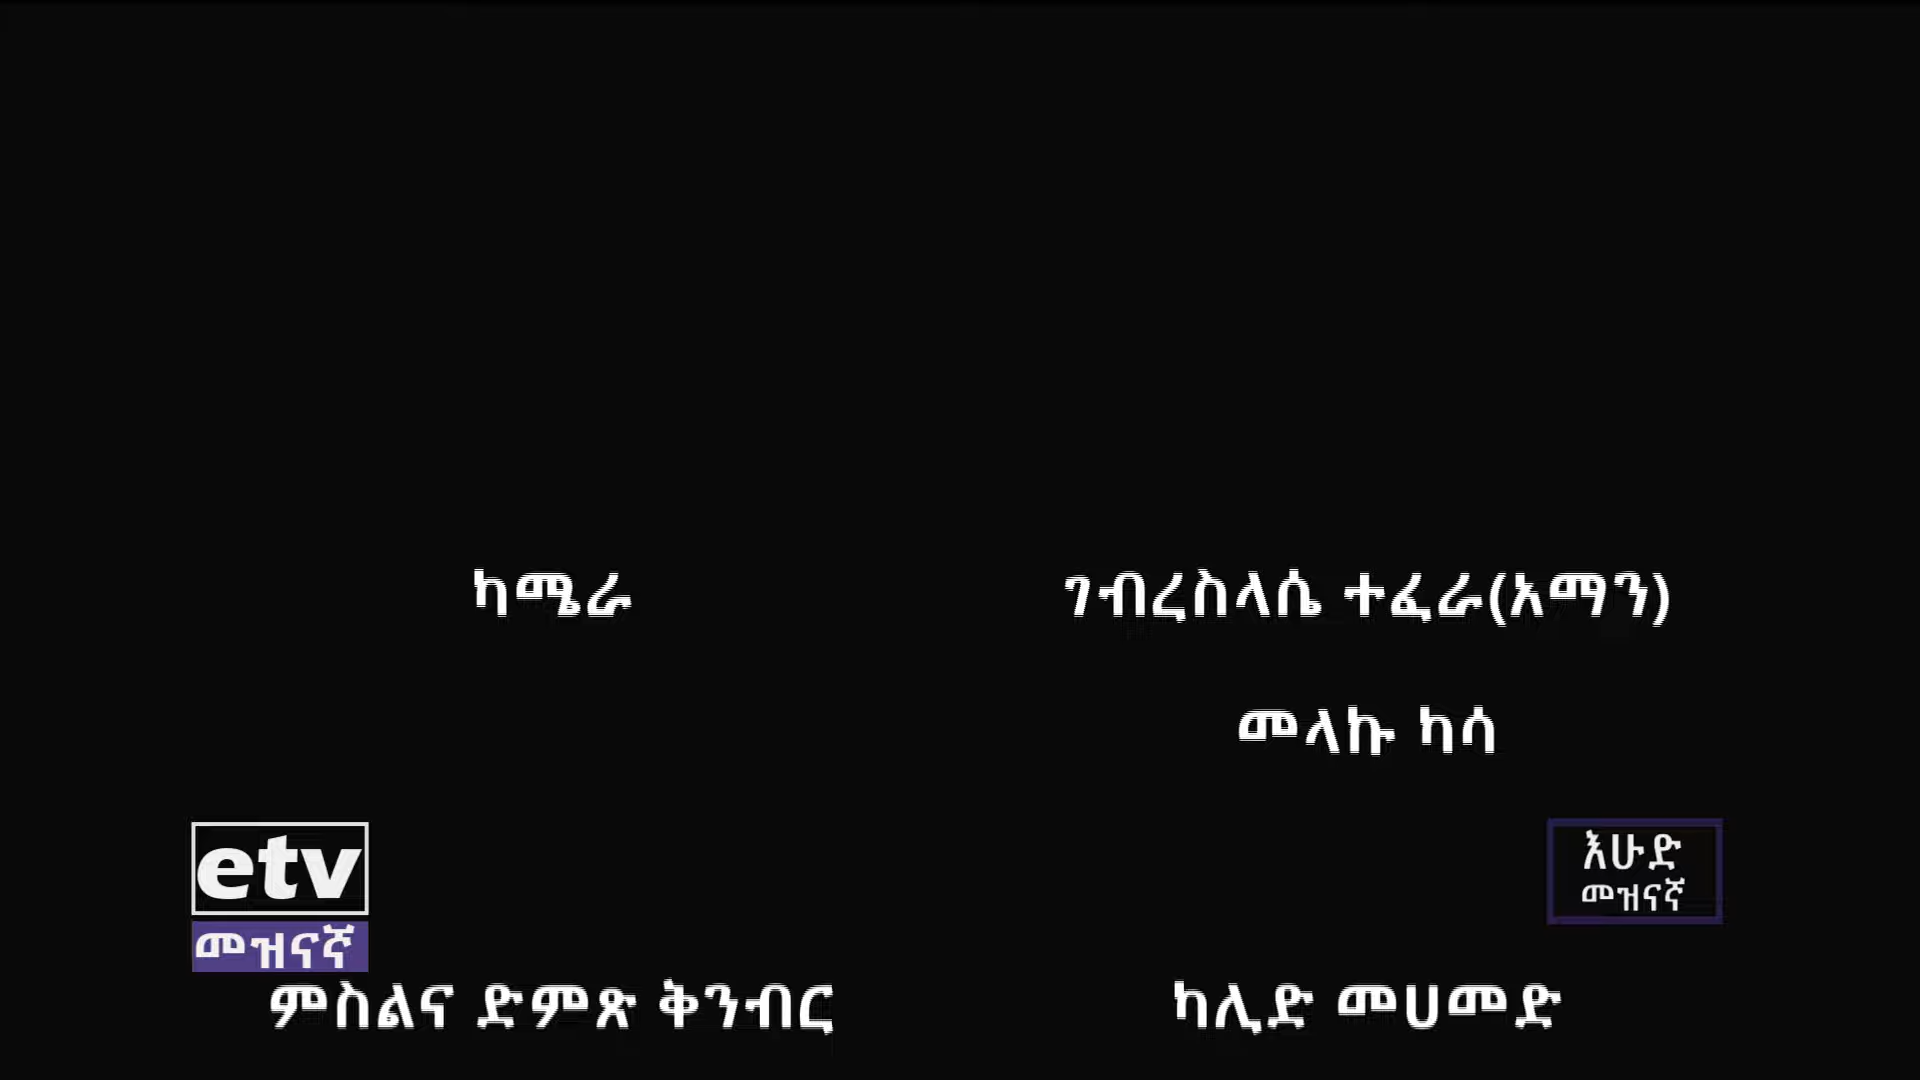 ካሜራ ገብረስላሴ ተፈራ(አማን)
መላኩ ካሳ
etv
መዝናኛ
እሁድ
መዝናኛ
ምስልና ድምጽ ቅንብር ካሊድ መሀመድ